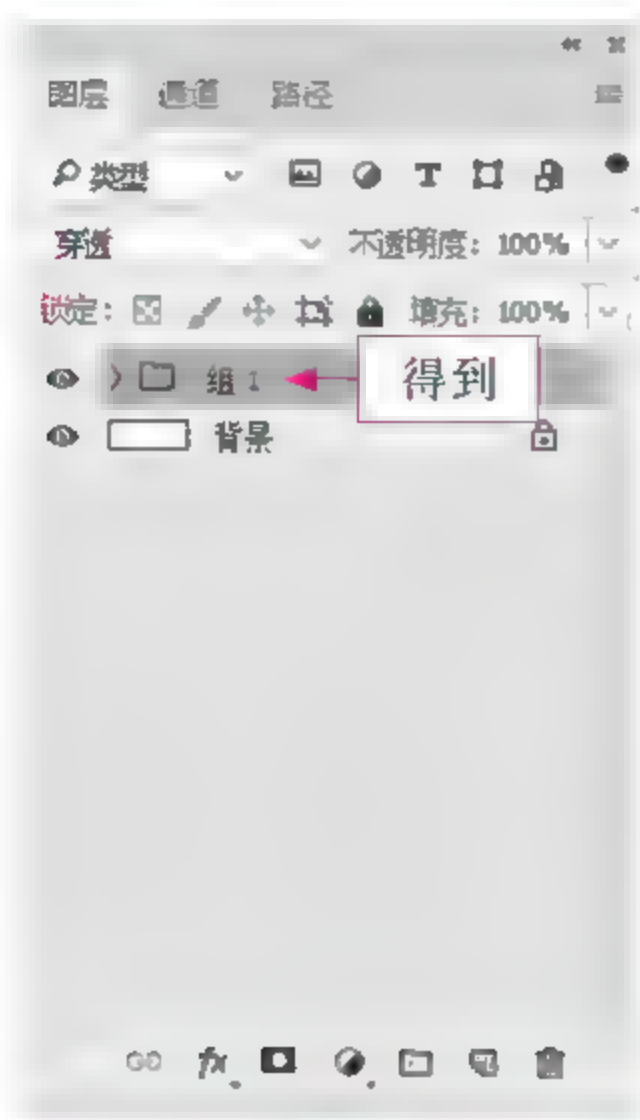 图层 通道 路径
类型
穿透 不透明度: 100%
锁定: 填充: 100%
组 1 得到
背景
fx